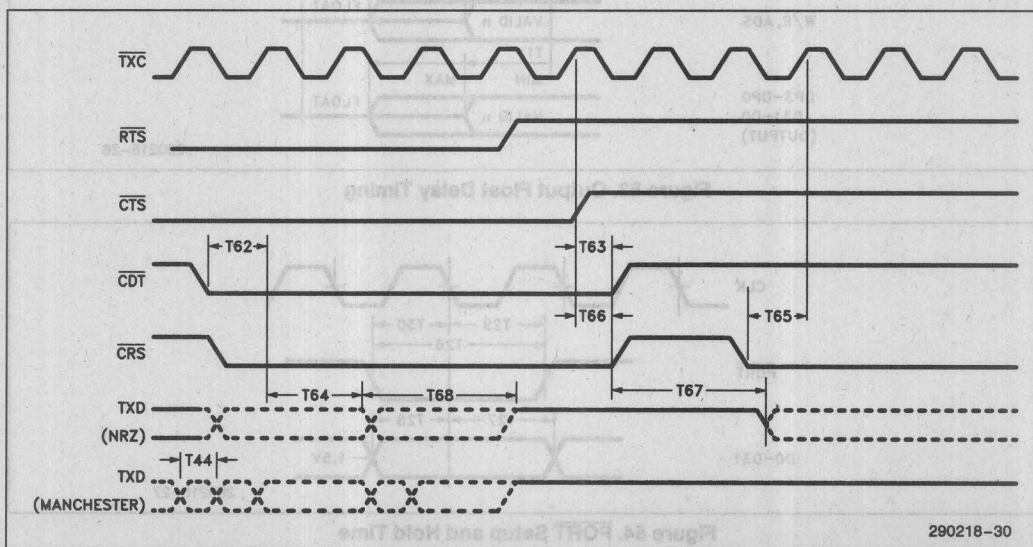 TXC
RTS
CTS
T62
T63
CDT
T66
T65
CRS
T64
T68
T67
TXD
(NRZ)
T44
TXD
(MANCHESTER)
290218-30